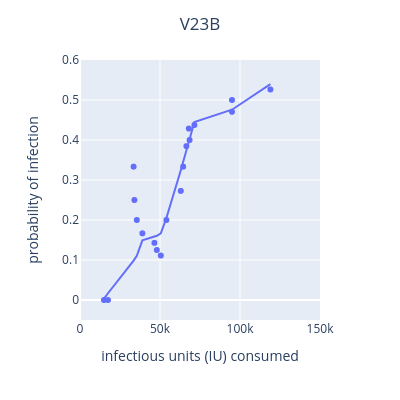 V23B
0.6
0.5
0.4
0.3
0.2
0.1
0
probability of infection
0 50k 100k 150k
infectious units (IU) consumed